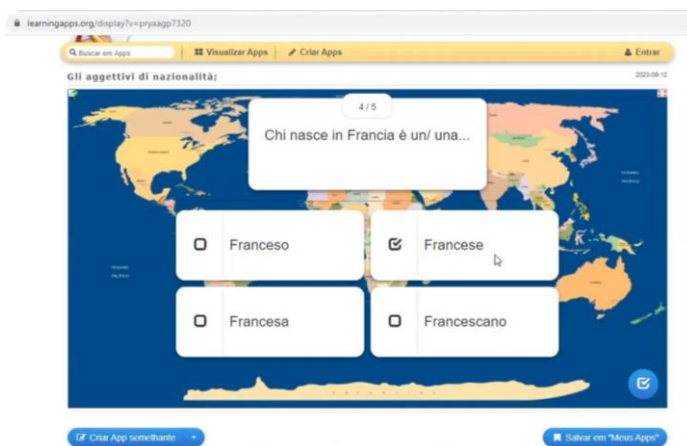 learningapps.org/display?v=pryaagp7320
Buscar em Apps
Visualizar Apps
Criar Apps
Entrar
Gli aggettivi di nazionalità;
2020-09-12
4 / 5
Chi nasce in Francia è un/ una...
Franceso
Francese
Francesa
Francescano
Criar App semelhante
Salvar em "Meus Apps"